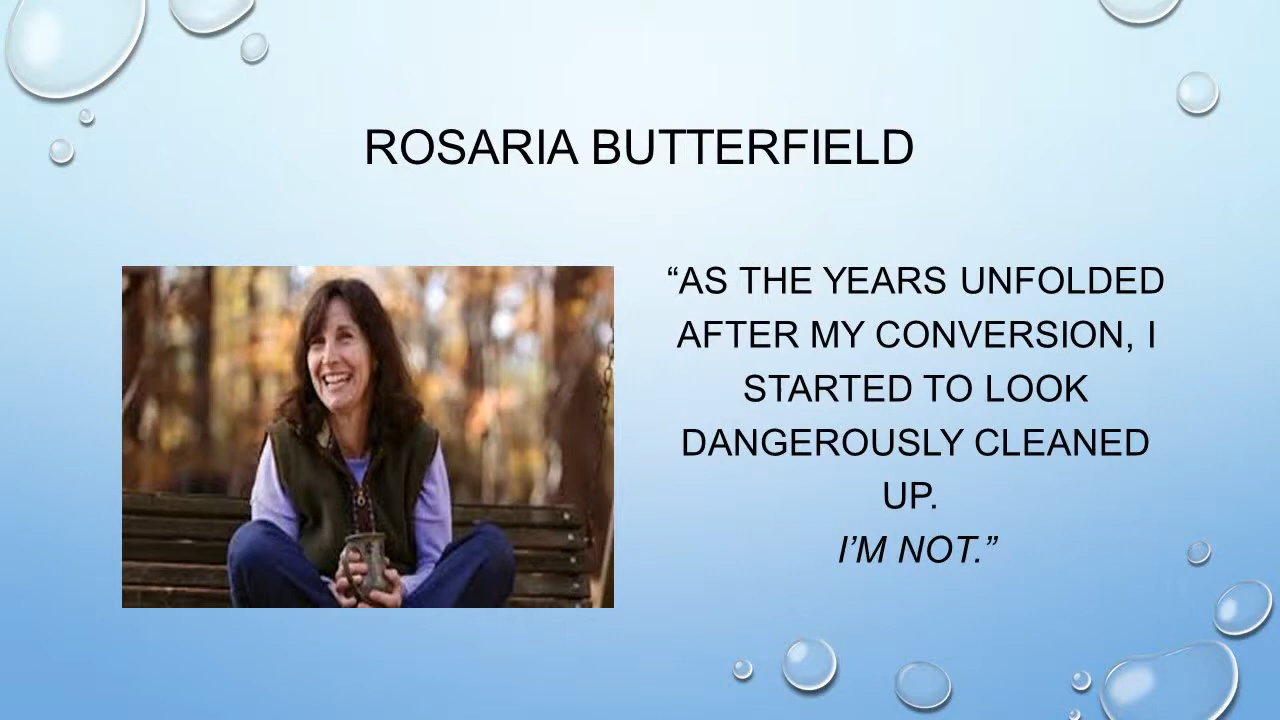 ROSARIA BUTTERFIELD
“AS THE YEARS UNFOLDED
AFTER MY CONVERSION, I
STARTED TO LOOK
DANGEROUSLY CLEANED
UP.
I’M NOT.”